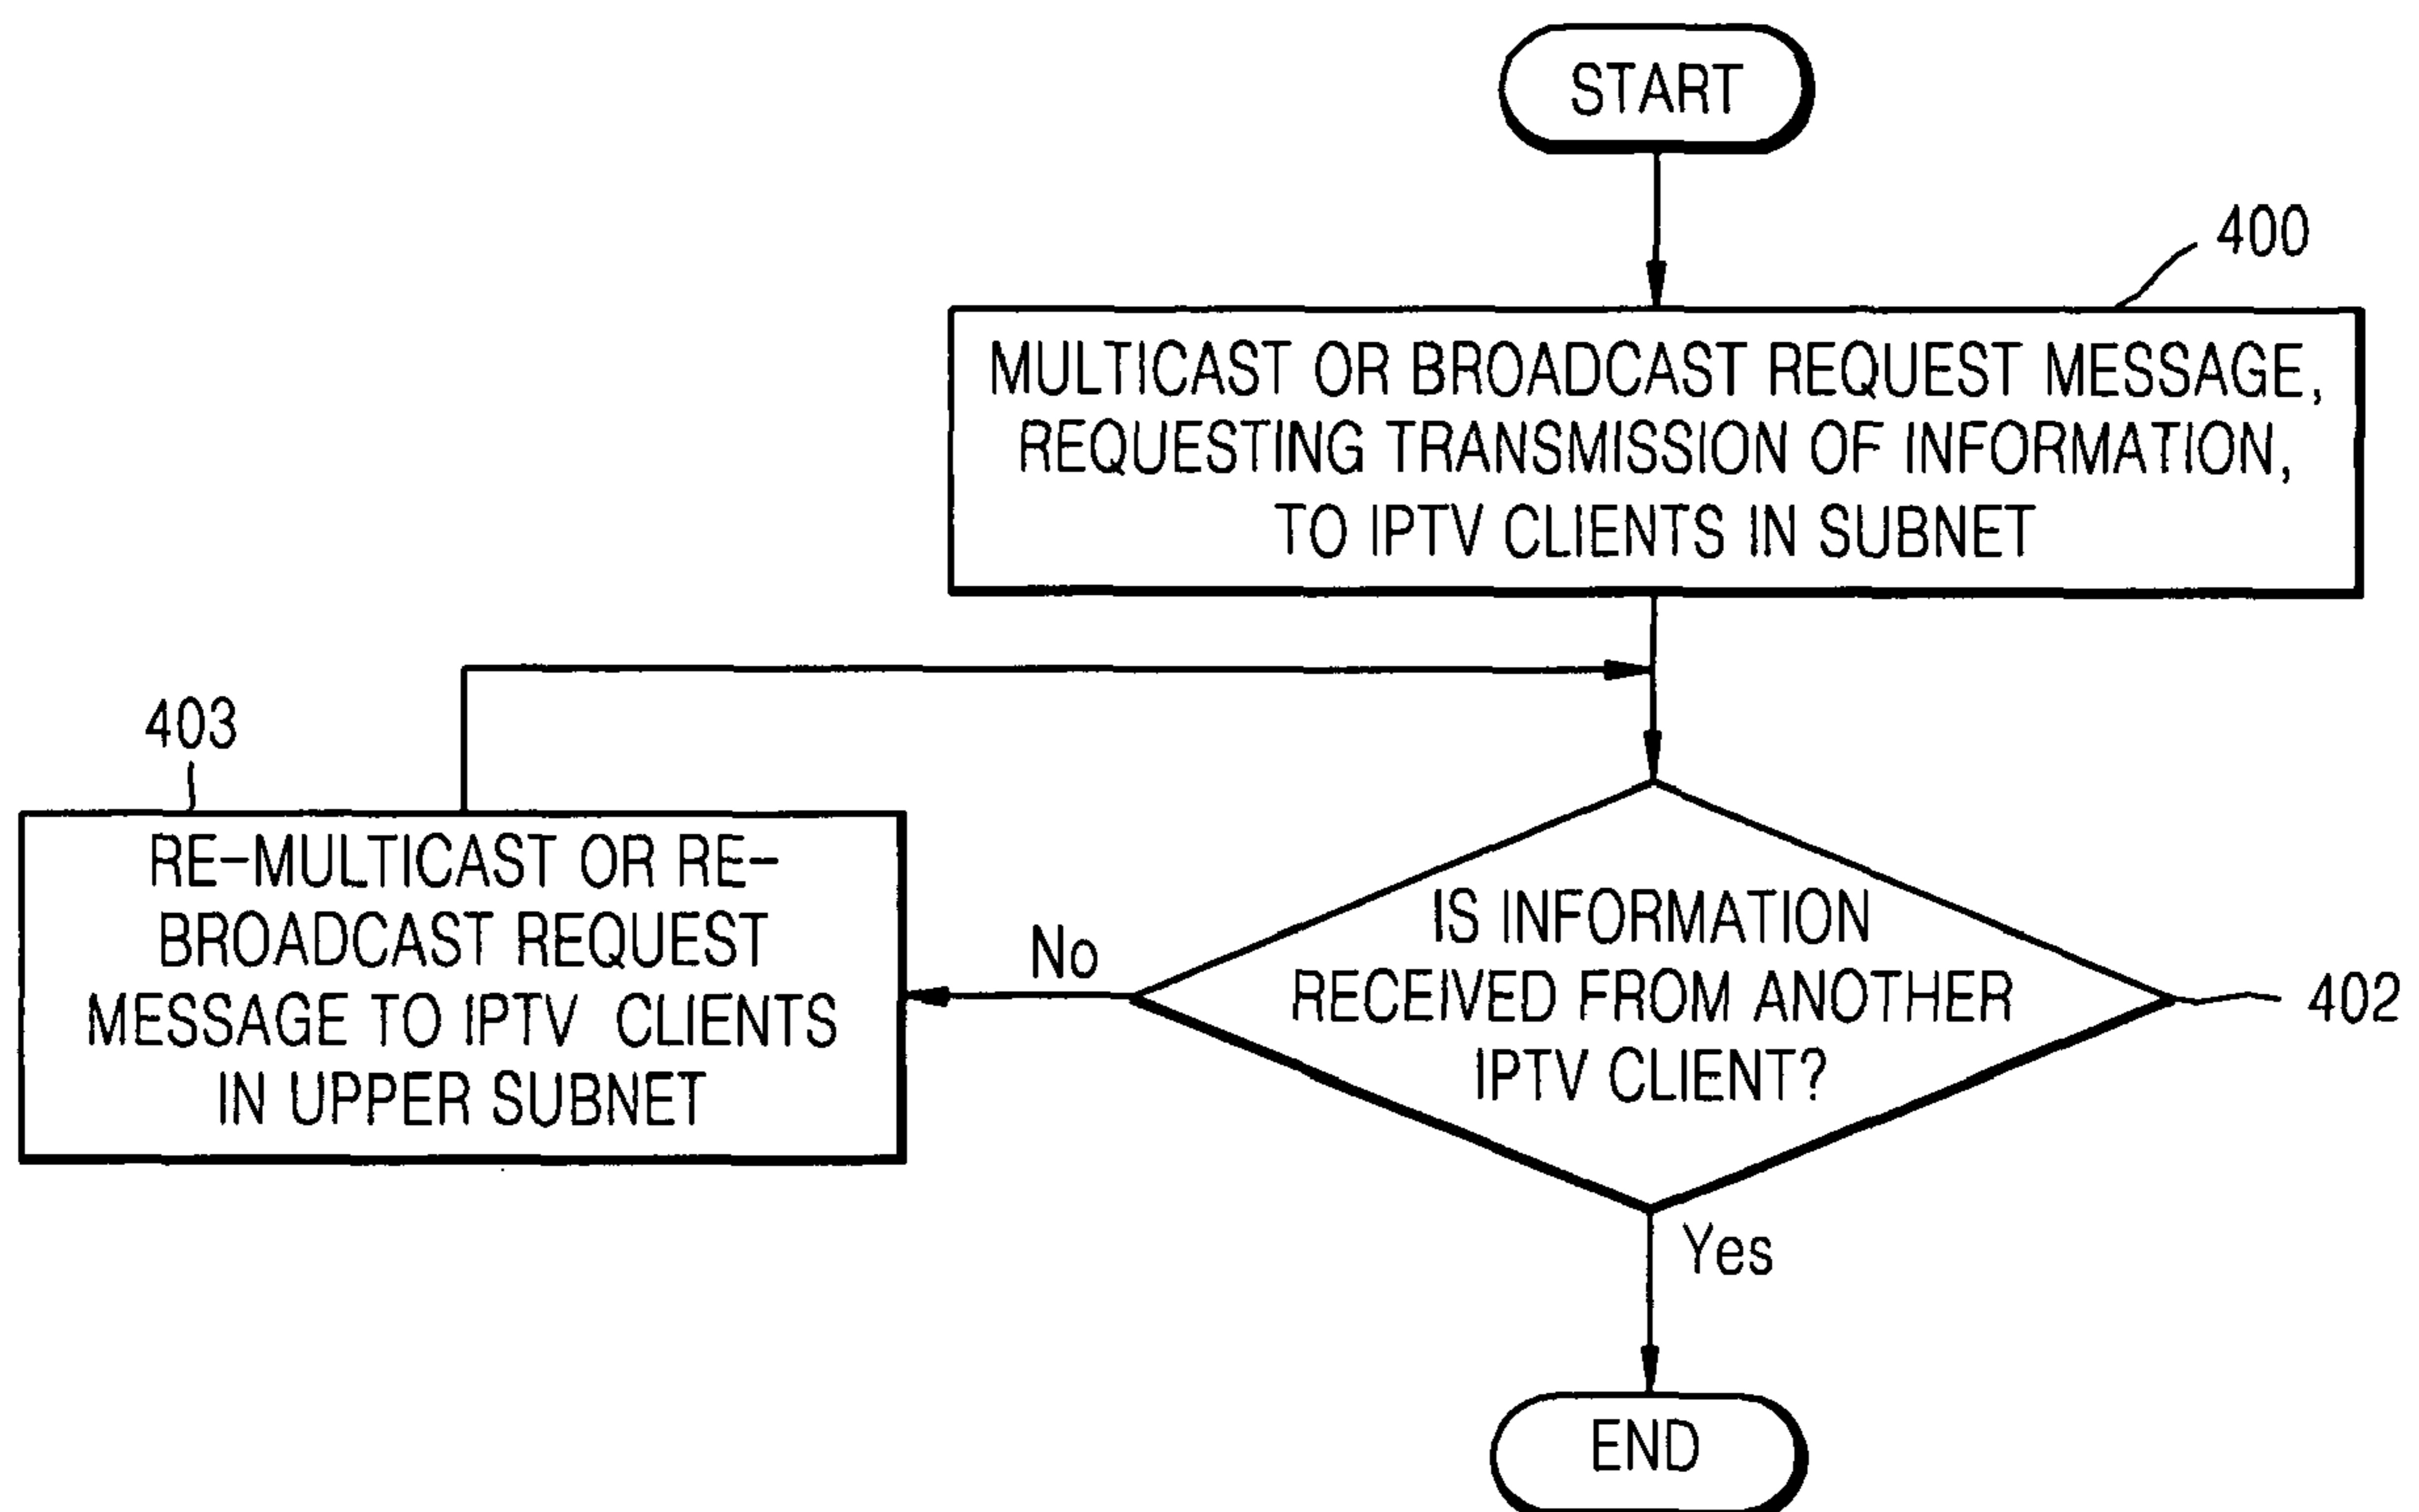 START
400
MULTICAST OR BROADCAST REQUEST MESSAGE,
REQUESTING TRANSMISSION OF INFORMATION,
TO IPTV CLIENTS IN SUBNET
403
RE-MULTICAST OR RE-
BROADCAST REQUEST
MESSAGE TO IPTV CLIENTS
IN UPPER SUBNET
No
IS INFORMATION
RECEIVED FROM ANOTHER
IPTV CLIENT?
402
Yes
END